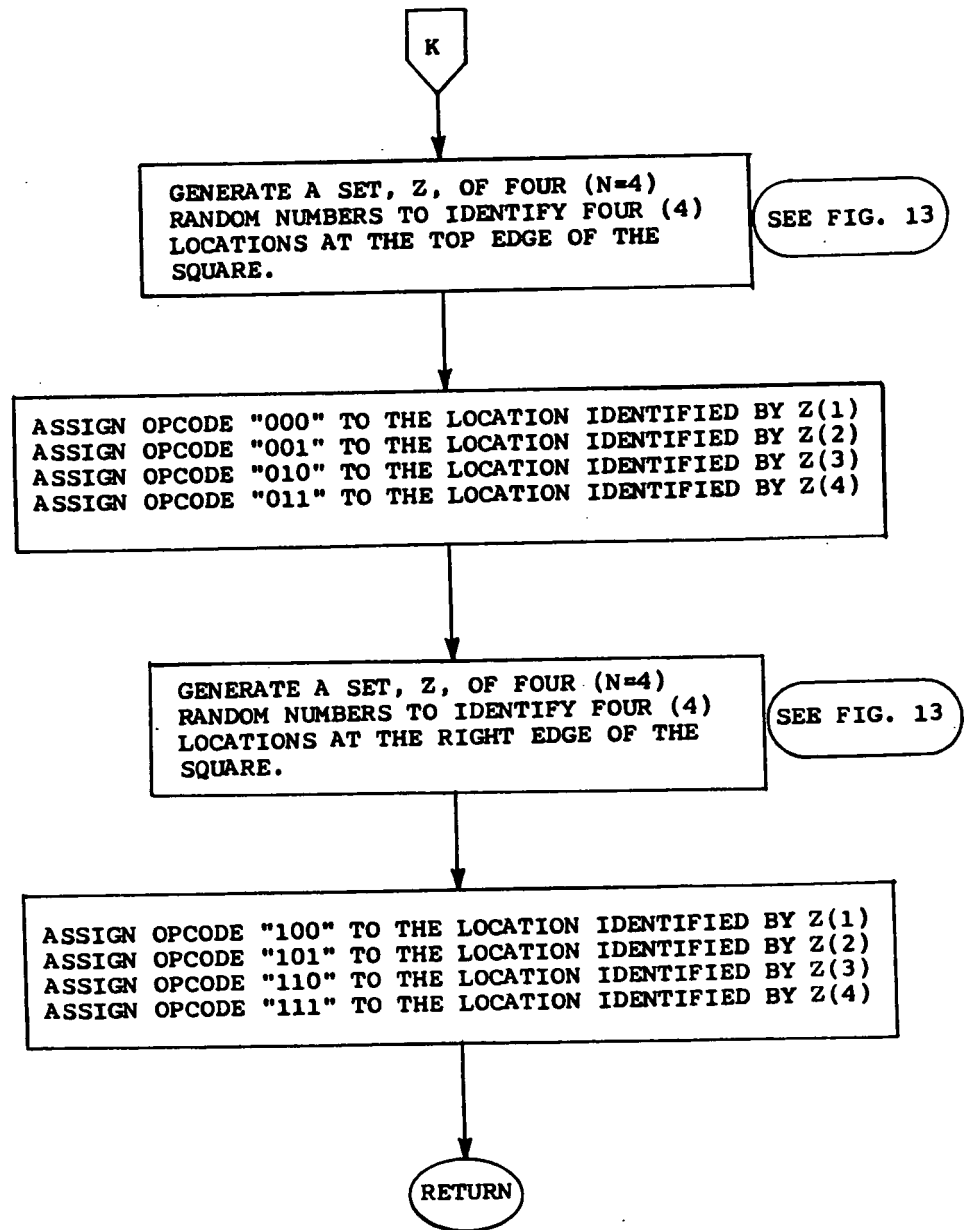 K
GENERATE A SET, Z, OF FOUR (N=4)
RANDOM NUMBERS TO IDENTIFY FOUR (4)
LOCATIONS AT THE TOP EDGE OF THE
SQUARE.
SEE FIG. 13
ASSIGN OPCODE "000" TO THE LOCATION IDENTIFIED BY Z(1)
ASSIGN OPCODE "001" TO THE LOCATION IDENTIFIED BY Z(2)
ASSIGN OPCODE "010" TO THE LOCATION IDENTIFIED BY Z(3)
ASSIGN OPCODE "011" TO THE LOCATION IDENTIFIED BY Z(4)
GENERATE A SET, Z, OF FOUR (N=4)
RANDOM NUMBERS TO IDENTIFY FOUR (4)
LOCATIONS AT THE RIGHT EDGE OF THE
SQUARE.
SEE FIG. 13
ASSIGN OPCODE "100" TO THE LOCATION IDENTIFIED BY Z(1)
ASSIGN OPCODE "101" TO THE LOCATION IDENTIFIED BY Z(2)
ASSIGN OPCODE "110" TO THE LOCATION IDENTIFIED BY Z(3)
ASSIGN OPCODE "111" TO THE LOCATION IDENTIFIED BY Z(4)
RETURN